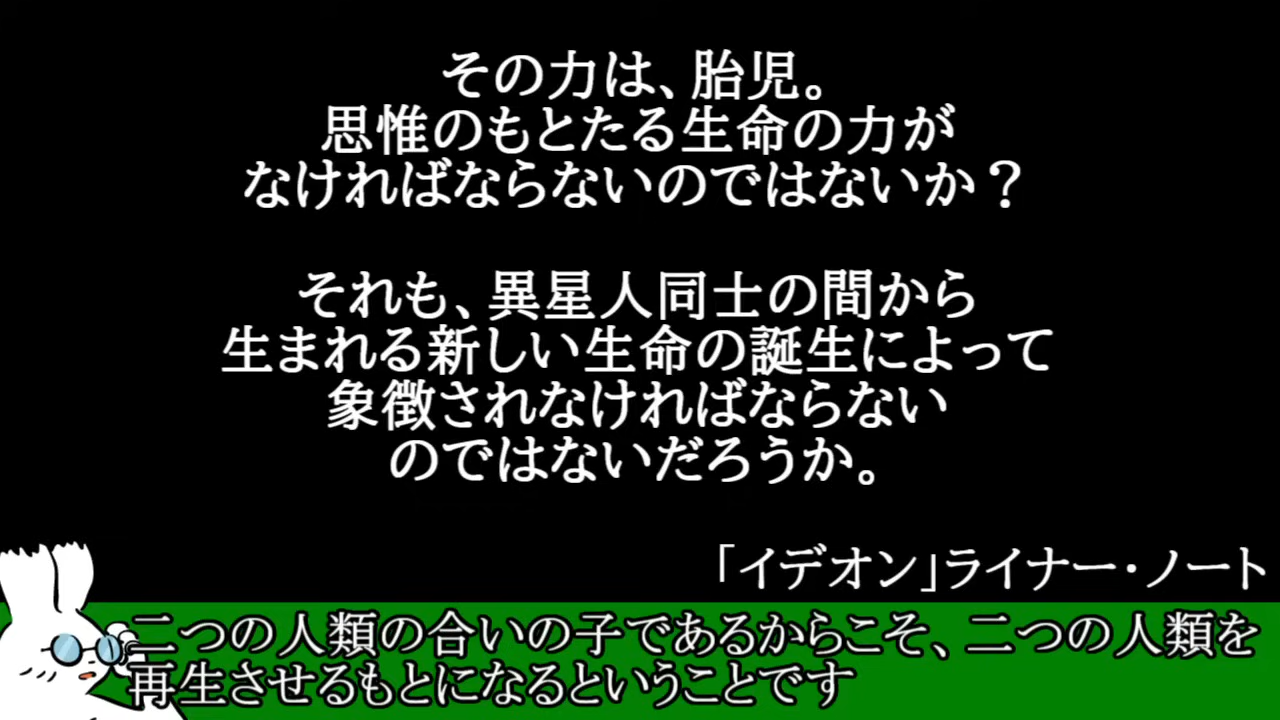 その力は、胎児。
思惟のもとたる生命の力が
なければならないのではないか？
それも、異星人同士の間から
生まれる新しい生命の誕生によって
象徴されなければならない
のではないだろうか。
「イデオン」ライナー・ノート
二つの人類の合いの子であるからこそ、二つの人類を
再生させるもとになるということです